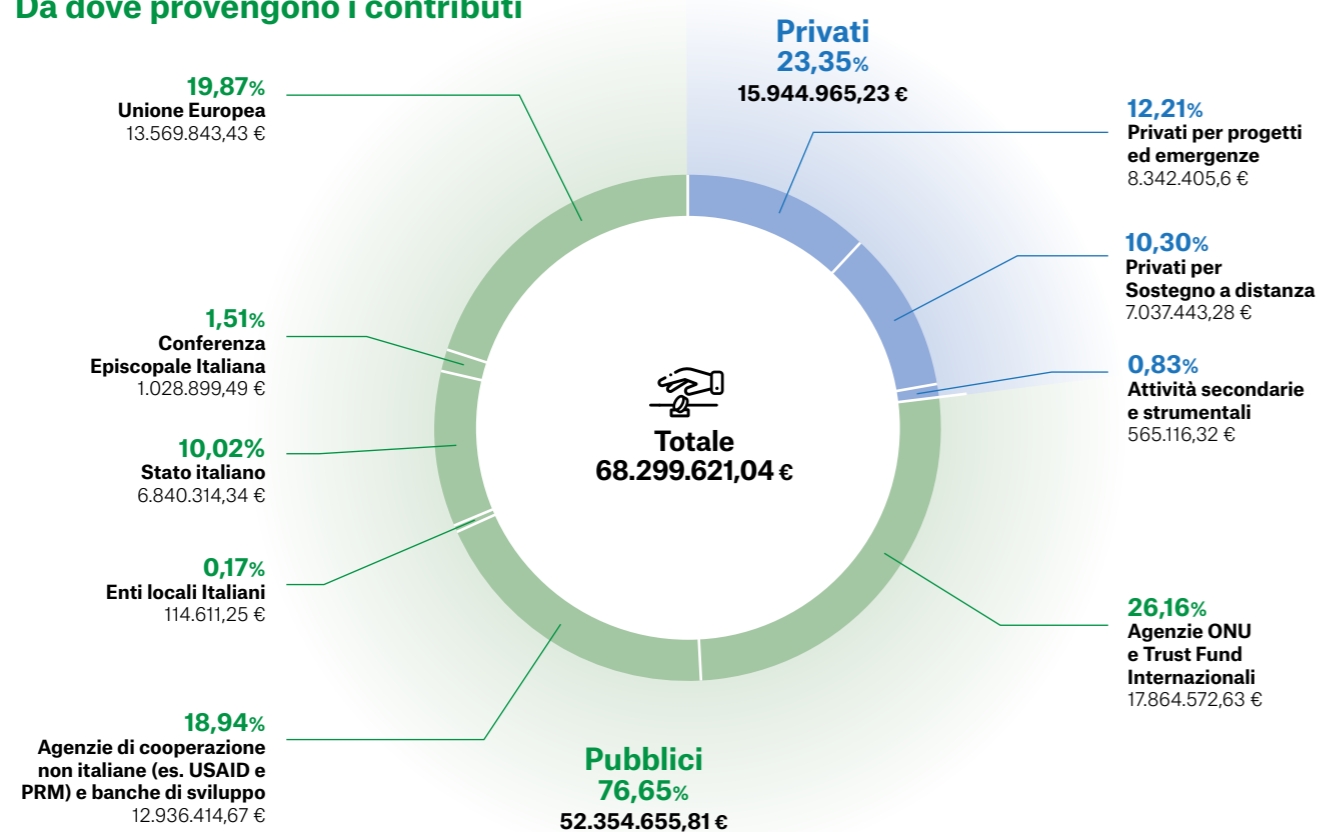 Da dove provengono i contributi
Privati
23,35%
15.944.965,23 €
12,21%
Privati per progetti
ed emergenze
8.342.405,6 €
10,30%
Privati per
Sostegno a distanza
7.037.443,28 €
0,83%
Attività secondarie
e strumentali
565.116,32 €
26,16%
Agenzie ONU
e Trust Fund
Internazionali
17.864.572,63 €
Pubblici
76,65%
52.354.655,81 €
18,94%
Agenzie di cooperazione
non italiane (es. USAID e
PRM) e banche di sviluppo
12.936.414,67 €
0,17%
Enti locali Italiani
114.611,25 €
10,02%
Stato italiano
6.840.314,34 €
1,51%
Conferenza
Episcopale Italiana
1.028.899,49 €
19,87%
Unione Europea
13.569.843,43 €
Totale
68.299.621,04 €